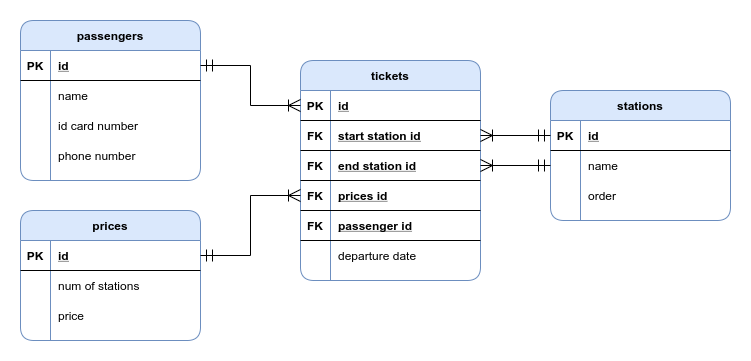 passengers
PK id
name
id card number
phone number
prices
PK id
num of stations
price
tickets
PK id
FK start station id
FK end station id
FK prices id
FK passenger id
departure date
stations
PK id
name
order